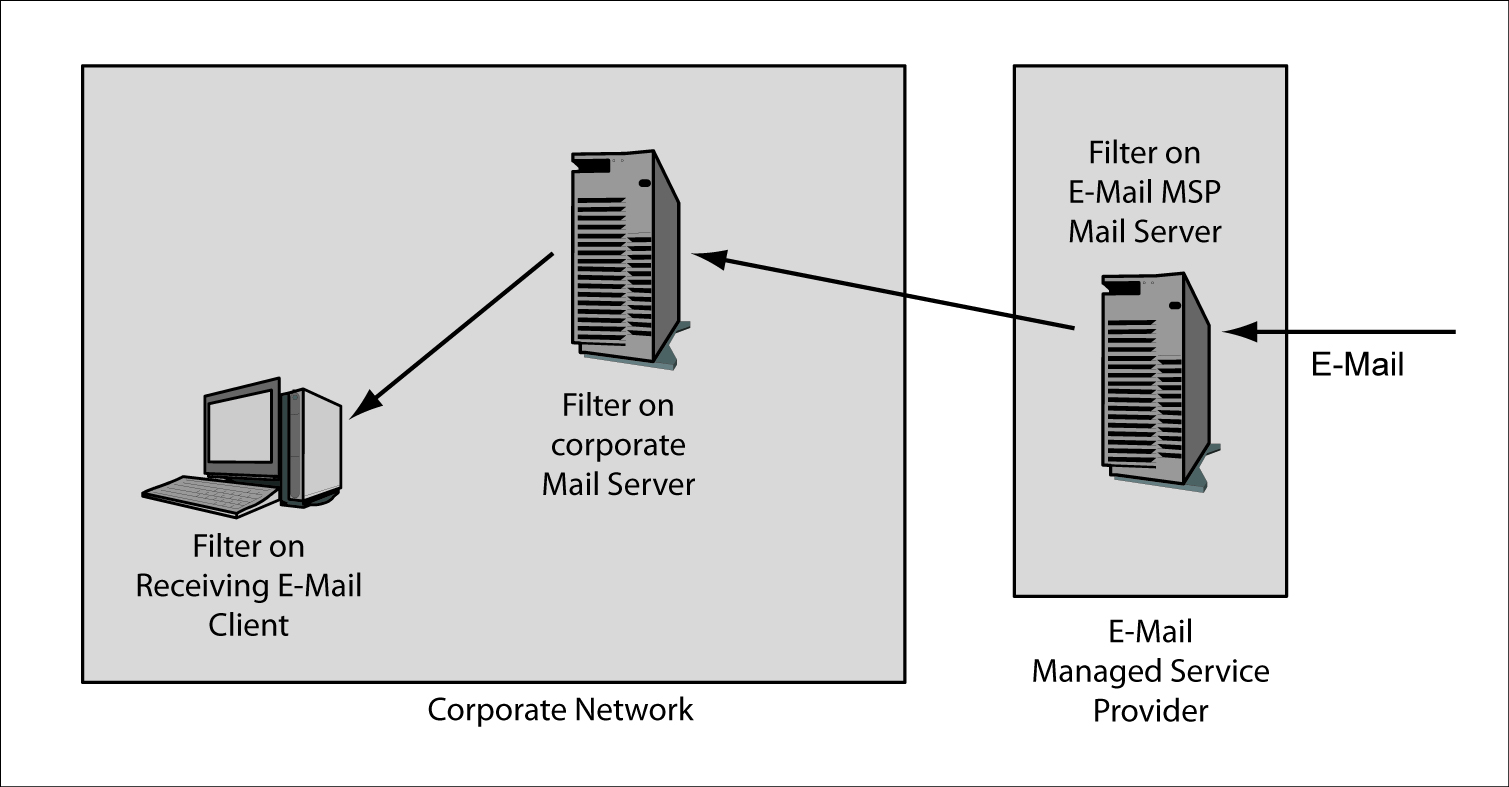 Filter on
E-Mail MSP
Mail Server
E-Mail
Filter on
corporate
Mail Server
Filter on
Receiving E-Mail
Client
Corporate Network
E-Mail
Managed Service
Provider